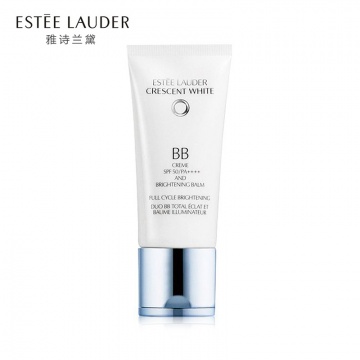 ESTĒE LAUDER
雅诗兰黛
ESTĒE LAUDER
CRESCENT WHITE
BB
CREME
SPF 50/PA++++
AND
BRIGHTENING BALM
FULL CYCLE BRIGHTENING
DUO BB TOTAL ÉCLAT ET
BAUME ILLUMINATEUR